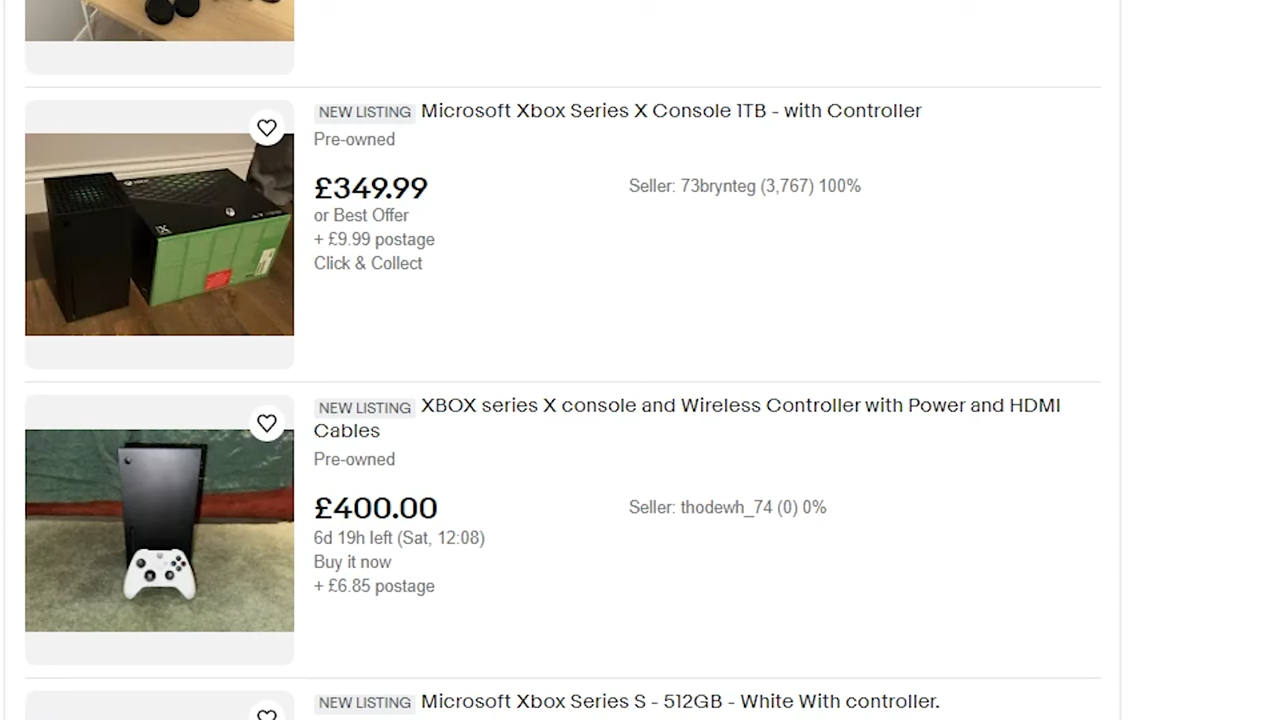 NEW LISTING Microsoft Xbox Series X Console 1TB - with Controller
Pre-owned
£349.99
Seller: 73brynteg (3,767) 100%
or Best Offer
+ £9.99 postage
Click & Collect
NEW LISTING XBOX series X console and Wireless Controller with Power and HDMI
Cables
Pre-owned
£400.00
Seller: thodewh_74 (0) 0%
6d 19h left (Sat, 12:08)
Buy it now
+ £6.85 postage
NEW LISTING Microsoft Xbox Series S - 512GB - White With controller.